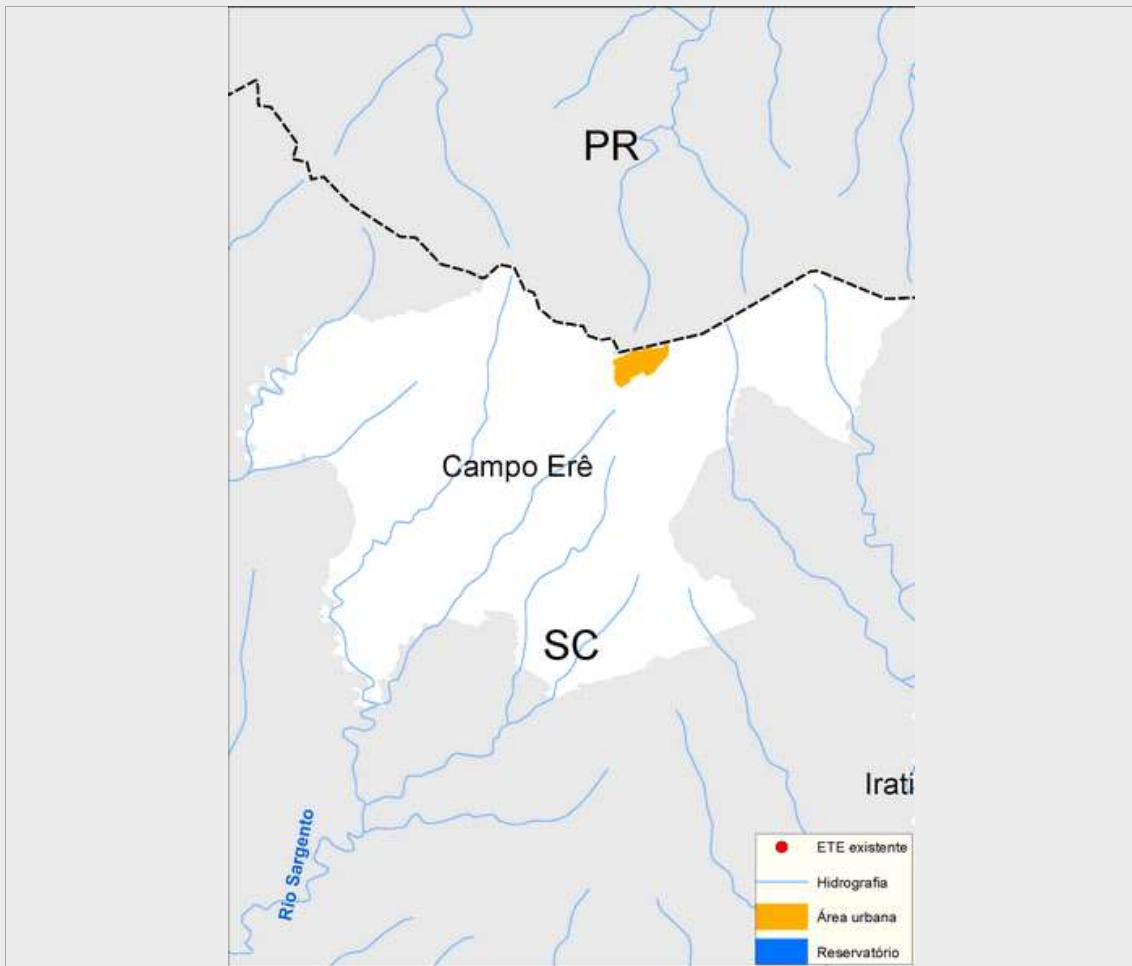 PR
Campo Erê
SC
Irati
Rio Sargento
ETE existente
Hidrografia
Área urbana
Reservatório